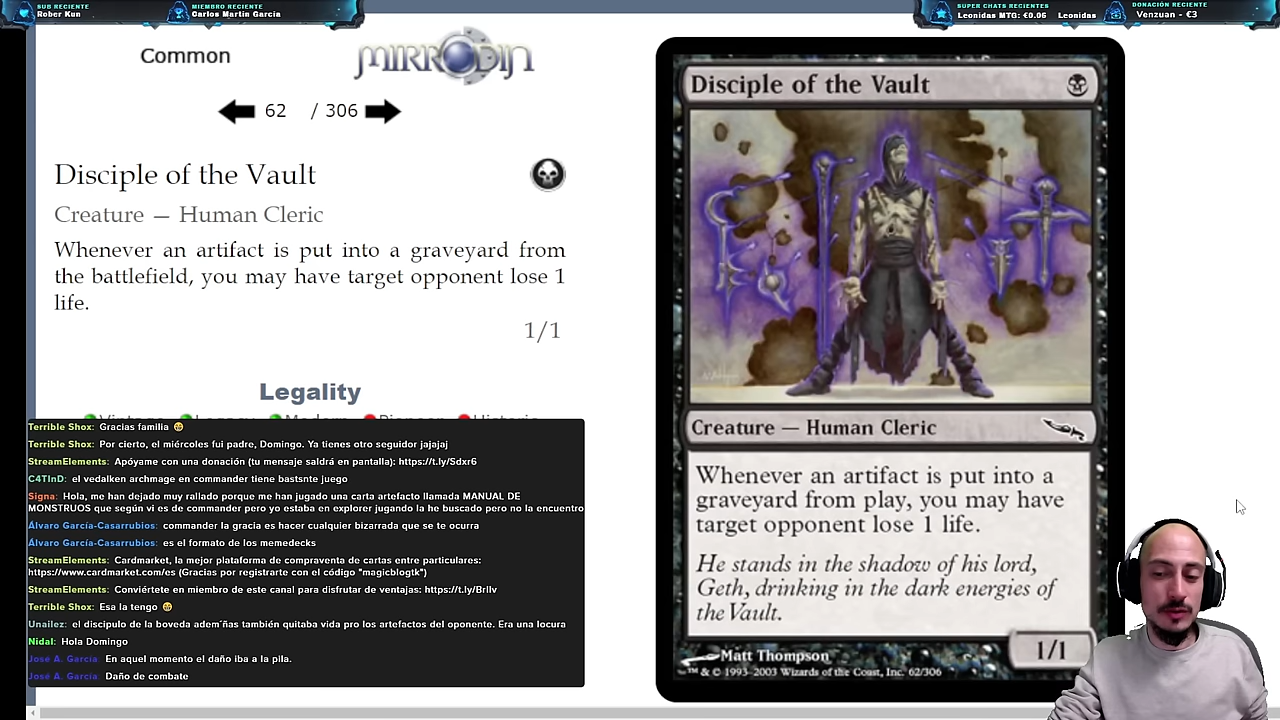 SUB RECIENTE
Rober Kun
MIEMBRO RECIENTE
Carlos Martin Garcia
SUPER CHATS RECIENTES
Leonidas MTG: €0.06 Leonidas
DONACIÓN RECIENTE
Venzuan - €3
Common
MIRRODIN
62 / 306
Disciple of the Vault
Creature — Human Cleric
Whenever an artifact is put into a graveyard from
the battlefield, you may have target opponent lose 1
life.
1/1
Legality
Terrible Shox: Gracias familia
Terrible Shox: Por cierto, el miércoles fui padre, Domingo. Ya tienes otro seguidor jajajaj
StreamElements: Apóyame con una donación (tu mensaje saldrá en pantalla): https://t.ly/Sdxr6
C4TInD: el vedalken archmage en commander tiene bastsnte juego
Signa: Hola, me han dejado muy rallado porque me han jugado una carta artefacto llamada MANUAL DE
MONSTRUOS que según vi es de commander pero yo estaba en explorer jugando la he buscado pero no la encuentro
Álvaro García-Casarrubios: commander la gracia es hacer cualquier bizarrada que se te ocurra
Álvaro García-Casarrubios: es el formato de los memedecks
StreamElements: Cardmarket, la mejor plataforma de compraventa de cartas entre particulares:
https://www.cardmarket.com/es (Gracias por registrarte con el código "magicblogtk")
StreamElements: Conviértete en miembro de este canal para disfrutar de ventajas: https://t.ly/BrIlv
Terrible Shox: Esa la tengo
Unailez: el discipulo de la boveda adem´ñas también quitaba vida pro los artefactos del oponente. Era una locura
Nidal: Hola Domingo
José A. García: En aquel momento el daño iba a la pila.
José A. García: Daño de combate
Disciple of the Vault
Creature — Human Cleric
Whenever an artifact is put into a
graveyard from play, you may have
target opponent lose 1 life.
He stands in the shadow of his lord,
Geth, drinking in the dark energies of
the Vault.
1/1
Matt Thompson
™ & © 1993–2003 Wizards of the Coast, Inc. 62/306